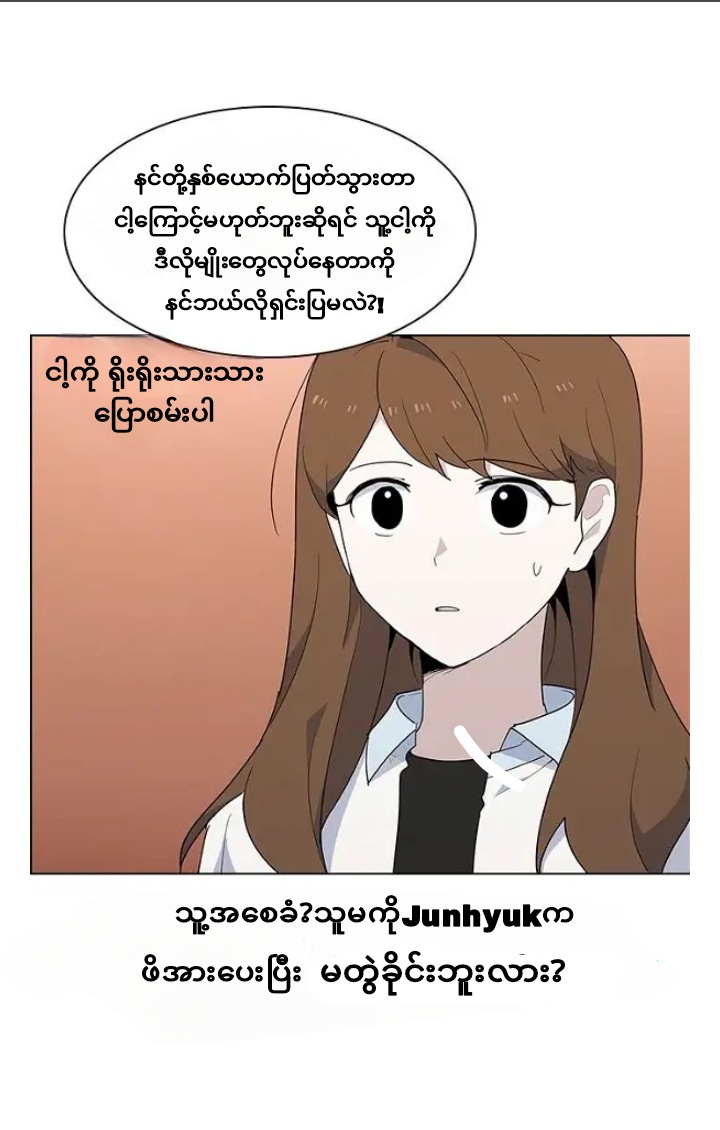 နင်တို့နှစ်ယောက်ပြတ်သွားတာ
ငါ့ကြောင့်မဟုတ်ဘူးဆိုရင် သူ့ငါ့ကို
ဒီလိုမျိုးတွေလုပ်နေတာကို
နင်ဘယ်လိုရှင်းပြမလဲ?!
ငါ့ကို ရိုးရိုးသားသား
ပြောစမ်းပါ
သူ့အစေခံ?သူမကိုJunhyukက
ဖိအားပေးပြီး မတွဲခိုင်းဘူးလား?